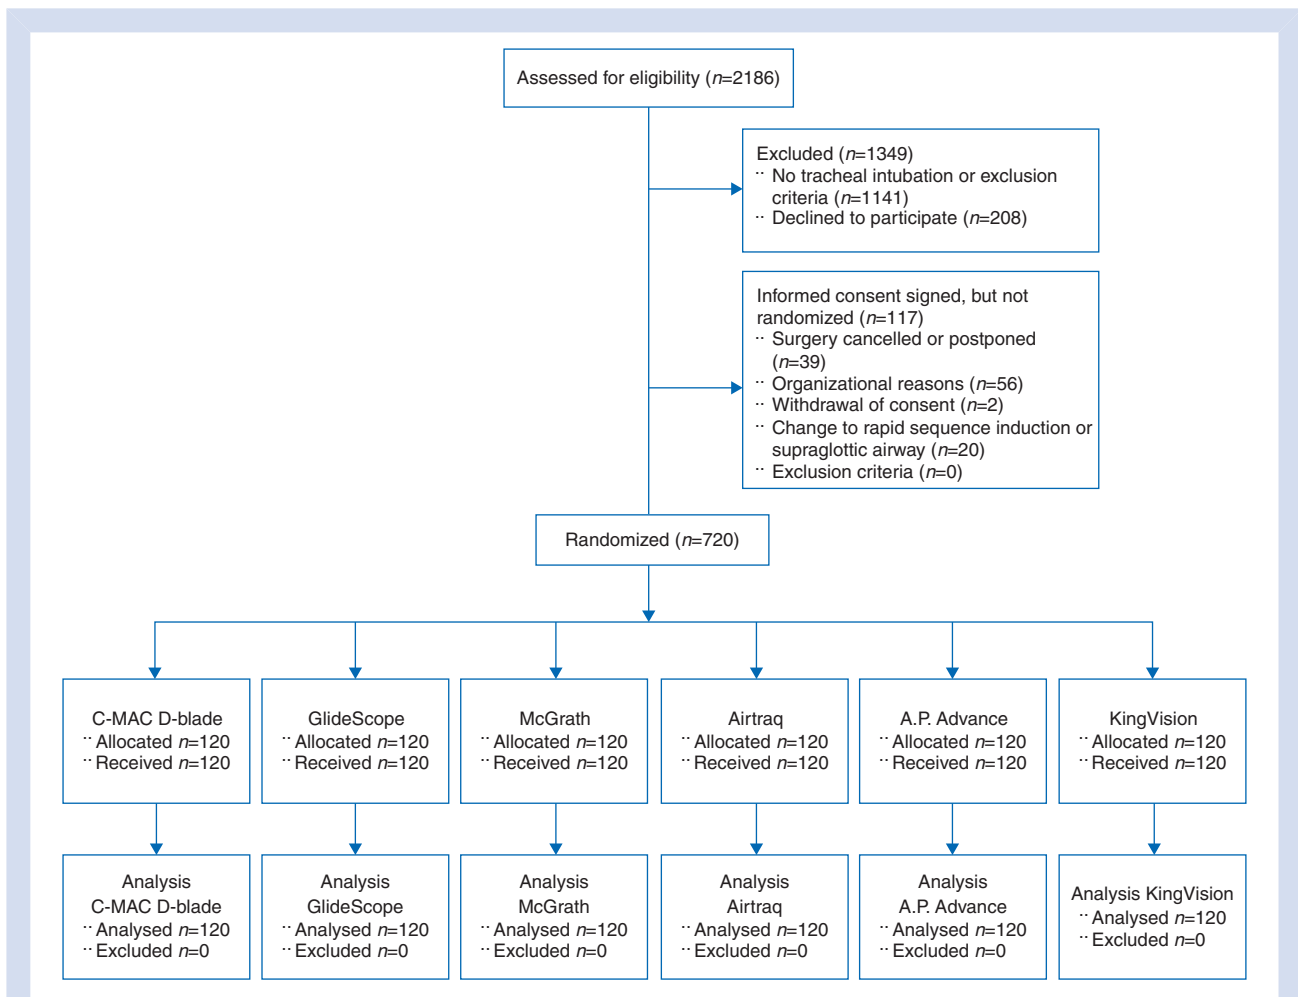 Assessed for eligibility (n=2186)
Excluded (n=1349)
¨ No tracheal intubation or exclusion
criteria (n=1141)
¨ Declined to participate (n=208)
Informed consent signed, but not
randomized (n=117)
¨ Surgery cancelled or postponed
(n=39)
¨ Organizational reasons (n=56)
¨ Withdrawal of consent (n=2)
¨ Change to rapid sequence induction or
supraglottic airway (n=20)
¨ Exclusion criteria (n=0)
Randomized (n=720)
C-MAC D-blade
¨ Allocated n=120
¨ Received n=120
GlideScope
¨ Allocated n=120
¨ Received n=120
McGrath
¨ Allocated n=120
¨ Received n=120
Airtraq
¨ Allocated n=120
¨ Received n=120
A.P. Advance
¨ Allocated n=120
¨ Received n=120
KingVision
¨ Allocated n=120
¨ Received n=120
Analysis
C-MAC D-blade
¨ Analysed n=120
¨ Excluded n=0
Analysis
GlideScope
¨ Analysed n=120
¨ Excluded n=0
Analysis
McGrath
¨ Analysed n=120
¨ Excluded n=0
Analysis
Airtraq
¨ Analysed n=120
¨ Excluded n=0
Analysis
A.P. Advance
¨ Analysed n=120
¨ Excluded n=0
Analysis KingVision
¨ Analysed n=120
¨ Excluded n=0